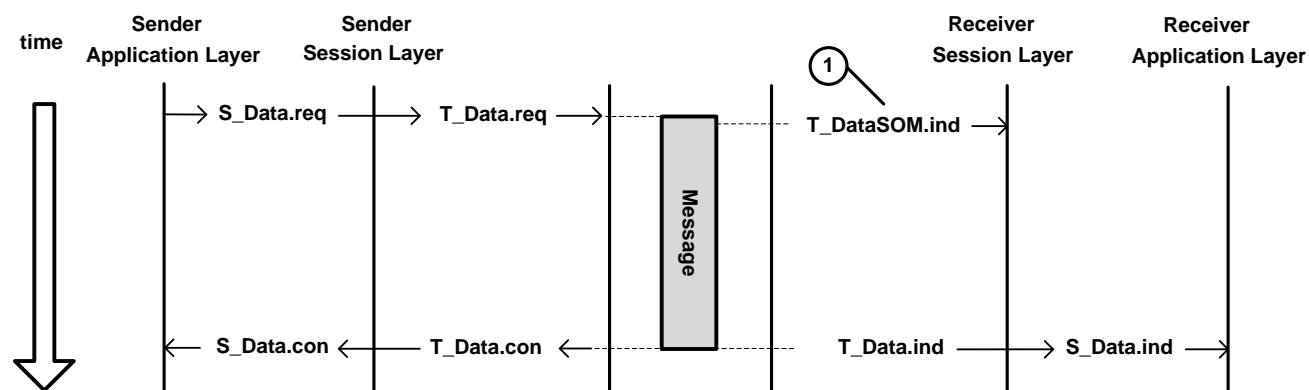 time
Sender
Application Layer
Sender
Session Layer
Receiver
Session Layer
Receiver
Application Layer
1
S_Data.req
T_Data.req
T_DataSOM.ind
Message
S_Data.con
T_Data.con
T_Data.ind
S_Data.ind